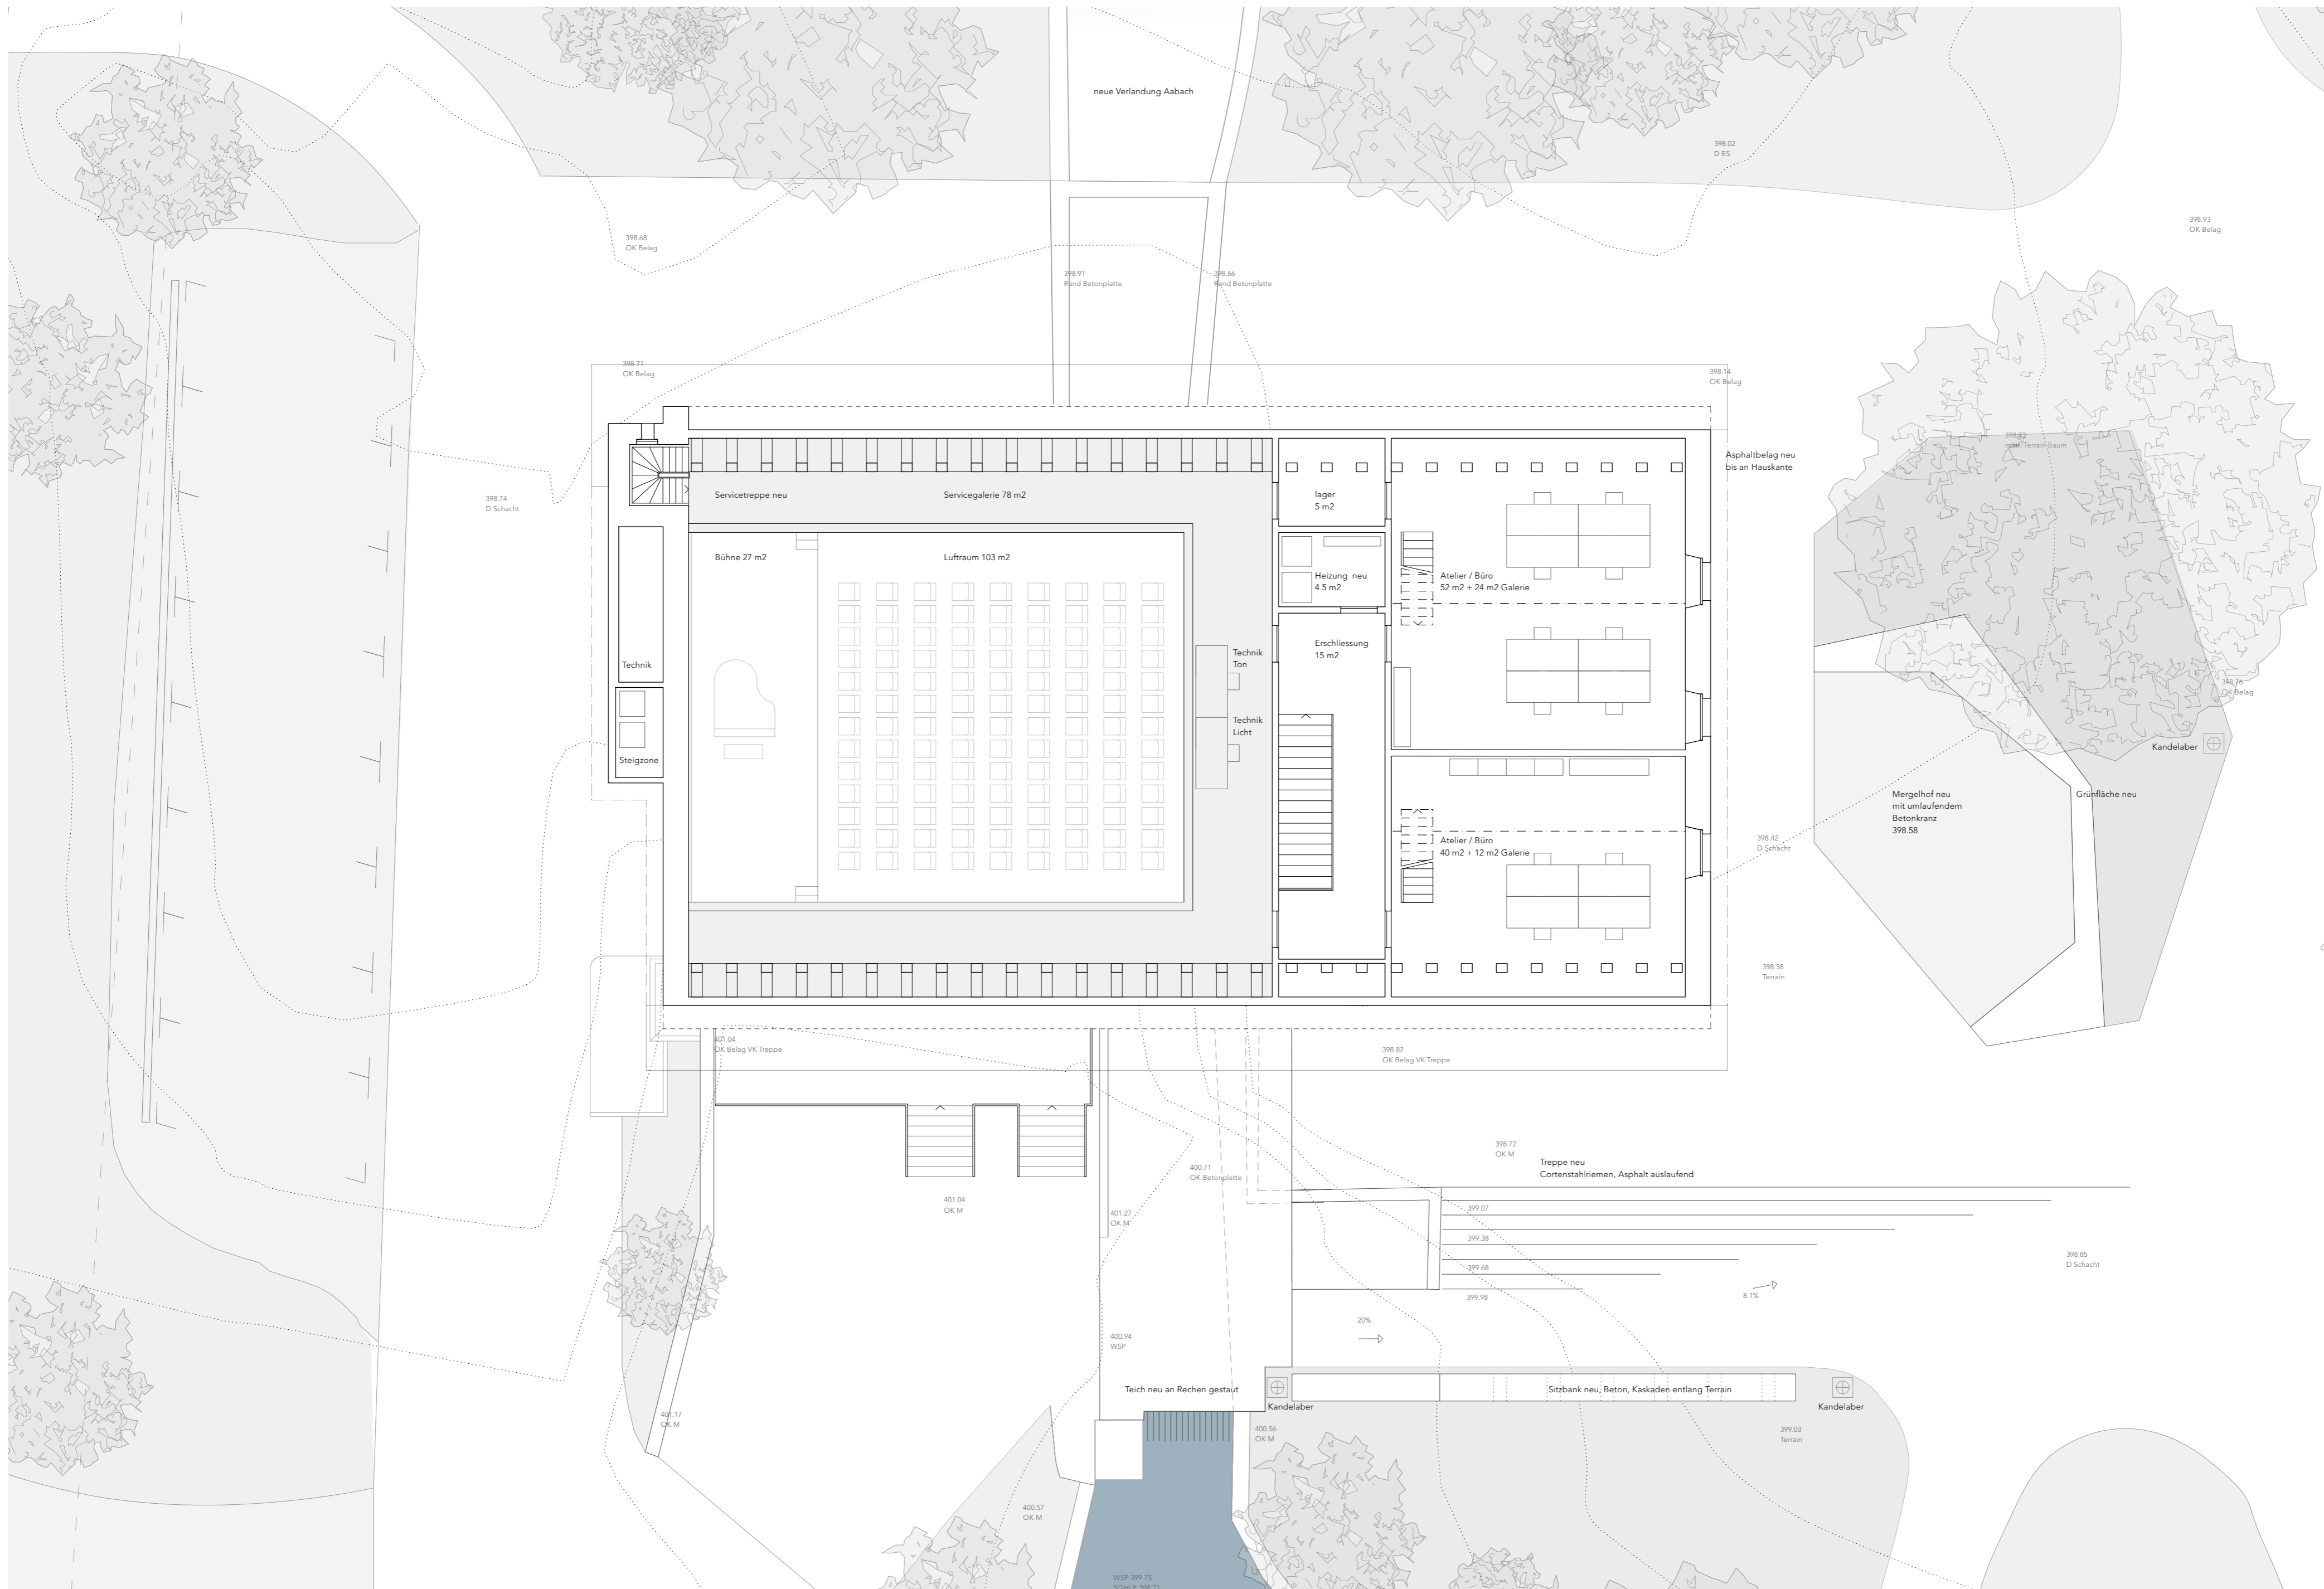 neue Verlandung Aabach
398.02
D ES
398.93
OK Belag
398.68
OK Belag
398.91
Rand Betonplatte
398.66
Rand Betonplatte
398.71
OK Belag
398.14
OK Belag
Asphaltbelag neu
bis an Hauskante
mitt. Terrain Baum
398.74
D Schacht
Servicetreppe neu
Servicegalerie 78 m2
lager
5 m2
Bühne 27 m2
Luftraum 103 m2
Heizung neu
4.5 m2
Atelier / Büro
52 m2 + 24 m2 Galerie
Erschliessung
15 m2
Technik
Technik
Ton
398.76
OK Belag
Technik
Licht
Kandelaber
Steigzone
Mergelhof neu
mit umlaufendem
Betonkranz
398.58
Grünfläche neu
Atelier / Büro
40 m2 + 12 m2 Galerie
398.42
D Schacht
398.58
Terrain
401.04
OK Belag VK Treppe
398.82
OK Belag VK Treppe
398.72
OK M
Treppe neu
Cortenstahlriemen, Asphalt auslaufend
400.71
OK Betonplatte
401.04
OK M
401.27
OK M
399.07
399.38
399.68
399.98
398.85
D Schacht
8.1%
20%
400.94
WSP
Teich neu an Rechen gestaut
Sitzbank neu, Beton, Kaskaden entlang Terrain
Kandelaber
Kandelaber
401.17
OK M
400.56
OK M
399.03
Terrain
400.57
OK M
WSP 399.75